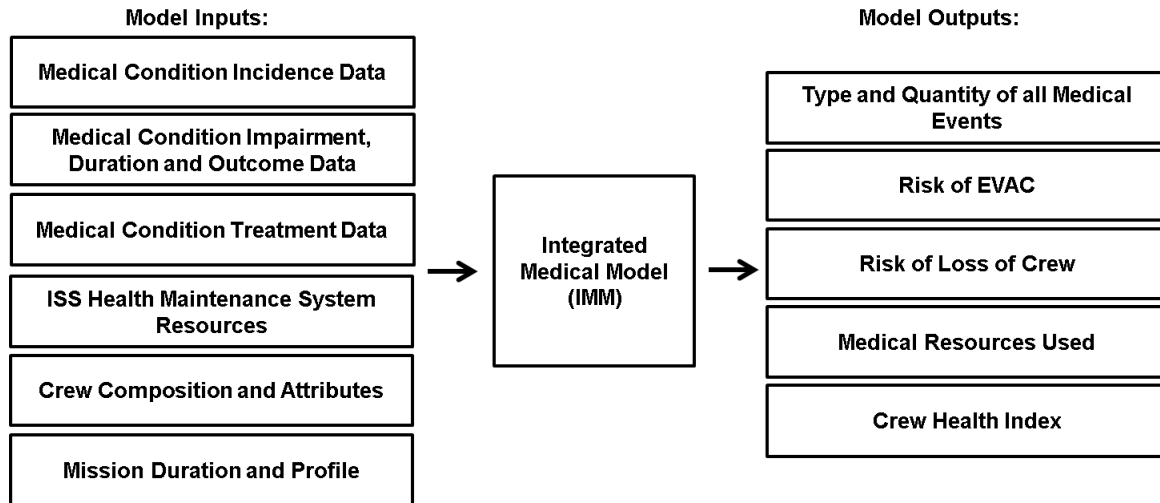 Model Inputs:
Medical Condition Incidence Data
Medical Condition Impairment,
Duration and Outcome Data
Medical Condition Treatment Data
ISS Health Maintenance System
Resources
Crew Composition and Attributes
Mission Duration and Profile
Integrated
Medical Model
(IMM)
Model Outputs:
Type and Quantity of all Medical
Events
Risk of EVAC
Risk of Loss of Crew
Medical Resources Used
Crew Health Index